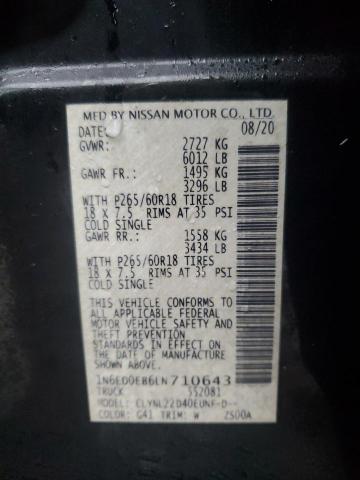 MFD BY NISSAN MOTOR CO., LTD.
DATE: 08/20
GVWR: 2727 KG
6012 LB
GAWR FR.: 1495 KG
3296 LB
WITH P265/60R18 TIRES
18 X 7.5 RIMS AT 35 PSI
COLD SINGLE
GAWR RR.: 1558 KG
3434 LB
WITH P265/60R18 TIRES
18 X 7.5 RIMS AT 35 PSI
COLD SINGLE
THIS VEHICLE CONFORMS TO
ALL APPLICABLE FEDERAL
MOTOR VEHICLE SAFETY
STANDARDS IN EFFECT ON
THE DATE OF MANUFACTURE
SHOWN ABOVE.
1N6ED0EB6LN710643
TRUCK 552081
MODEL: CLYNL22D40EUNF-D--
COLOR: G41 TRIM: W 2S00A